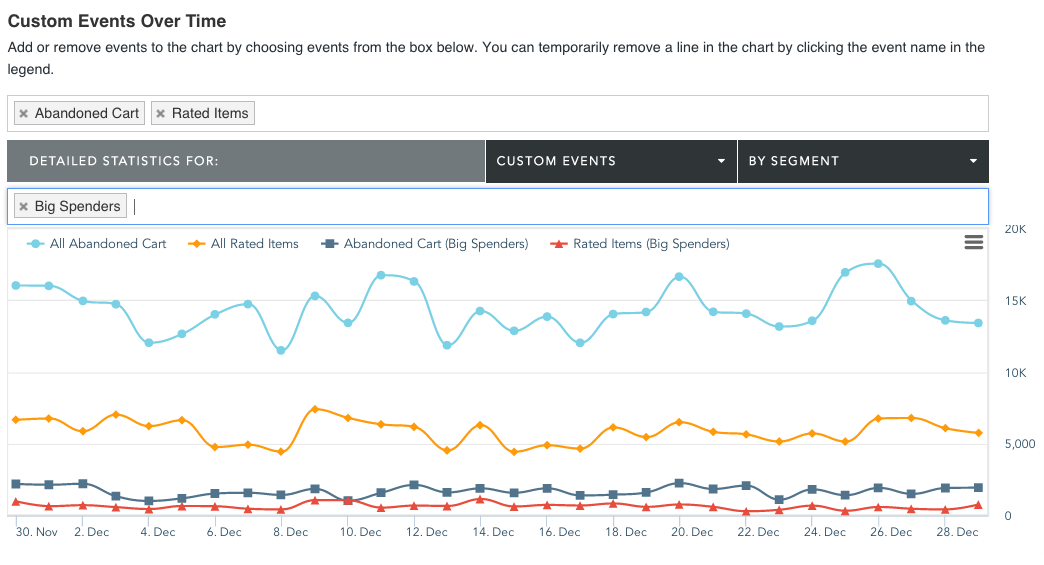 Custom Events Over Time
Add or remove events to the chart by choosing events from the box below. You can temporarily remove a line in the chart by clicking the event name in the
legend.
× Abandoned Cart × Rated Items
DETAILED STATISTICS FOR: CUSTOM EVENTS BY SEGMENT
× Big Spenders
All Abandoned Cart All Rated Items Abandoned Cart (Big Spenders) Rated Items (Big Spenders)
20K
15K
10K
5,000
0
30. Nov 2. Dec 4. Dec 6. Dec 8. Dec 10. Dec 12. Dec 14. Dec 16. Dec 18. Dec 20. Dec 22. Dec 24. Dec 26. Dec 28. Dec